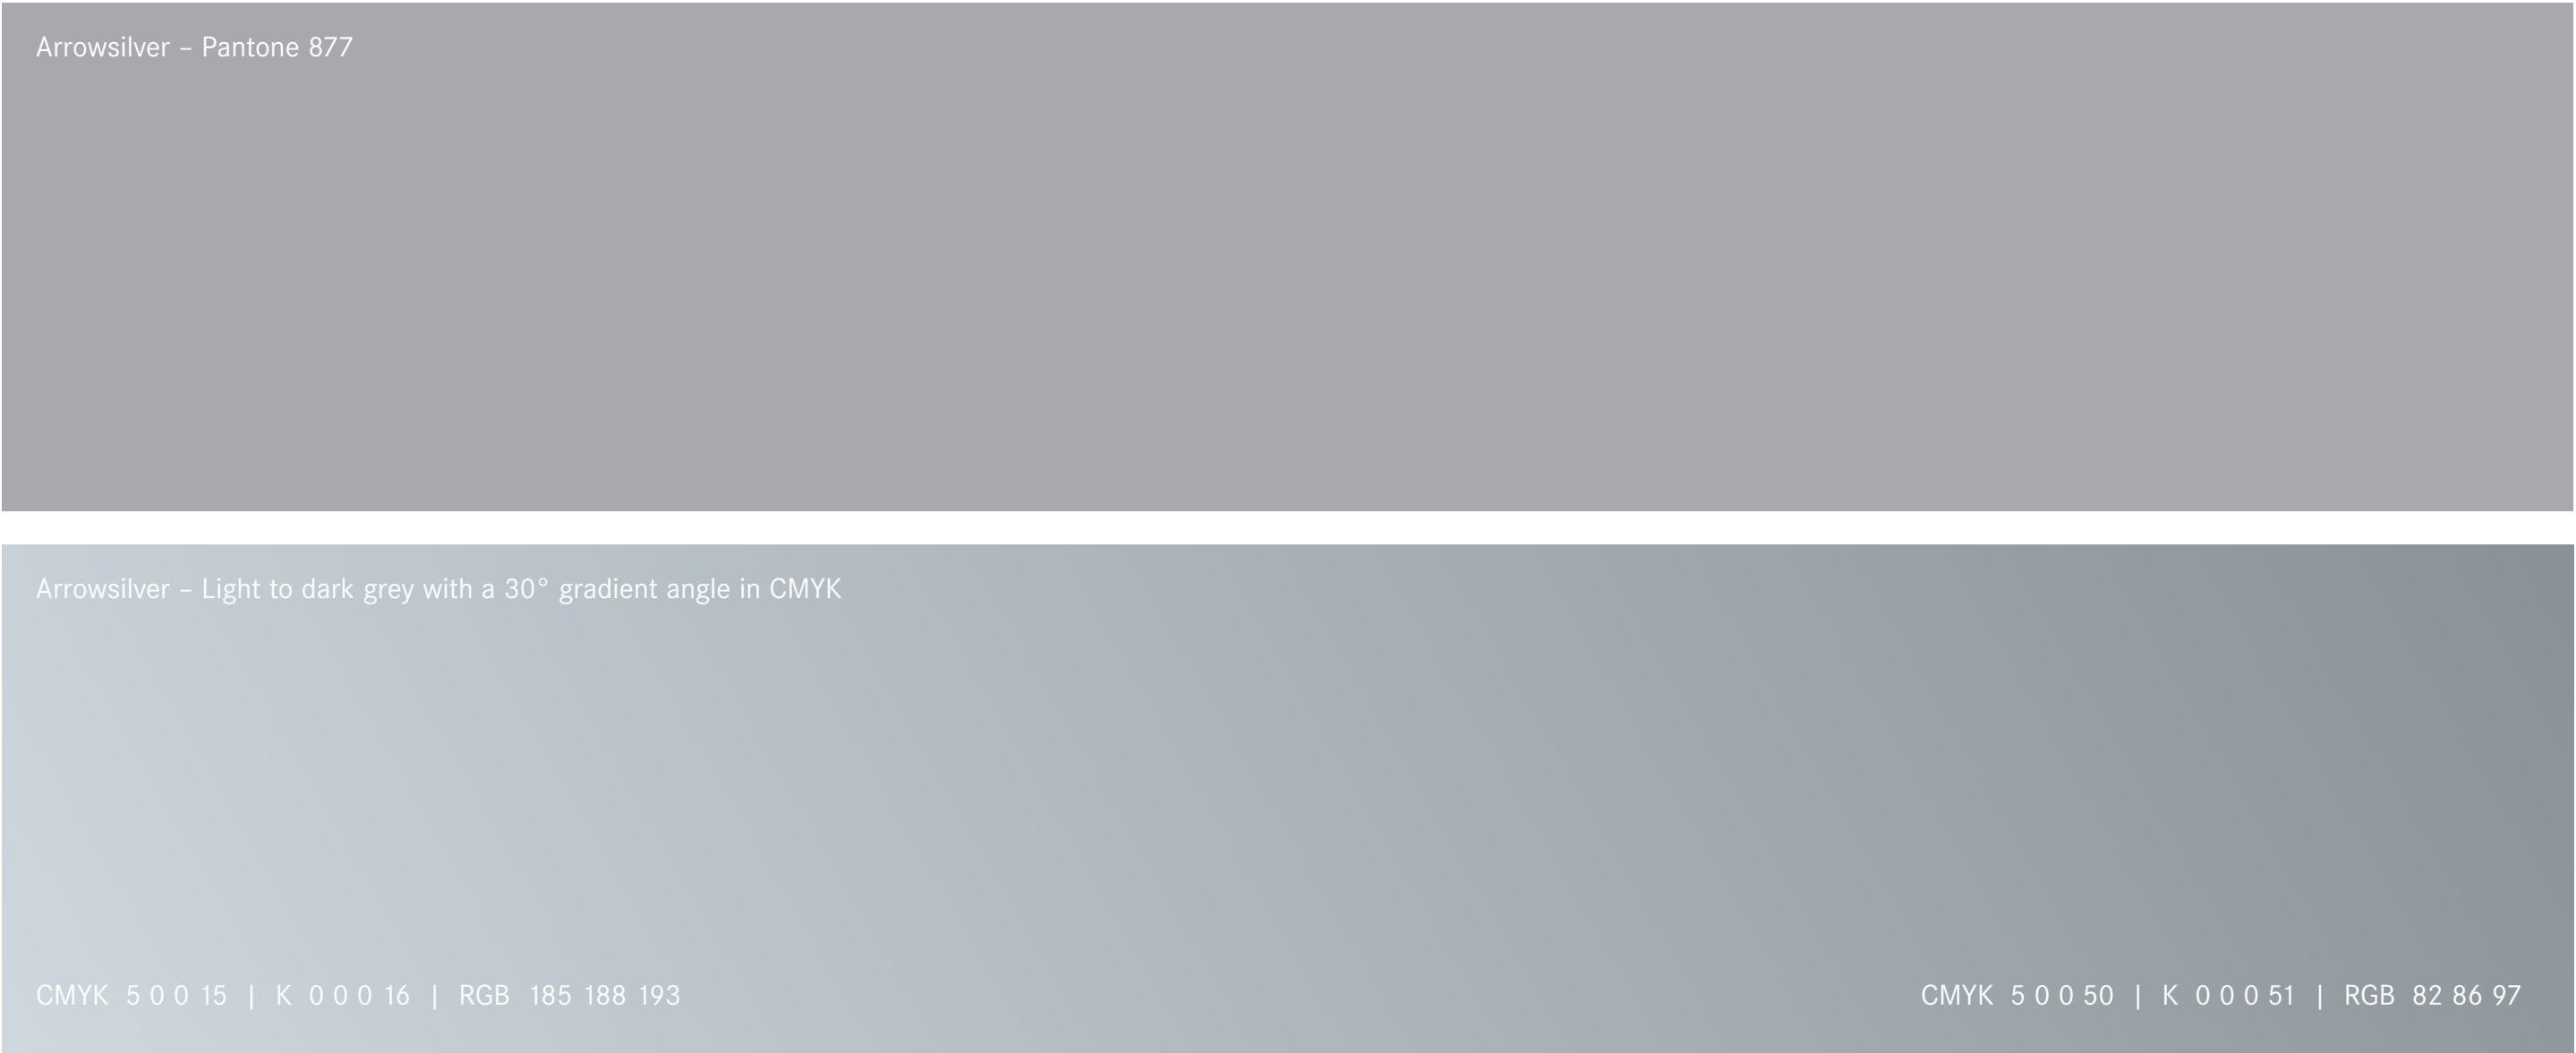 Arrowsilver – Pantone 877
Arrowsilver – Light to dark grey with a 30° gradient angle in CMYK
CMYK 5 0 0 15 | K 0 0 0 16 | RGB 185 188 193
CMYK 5 0 0 50 | K 0 0 0 51 | RGB 82 86 97